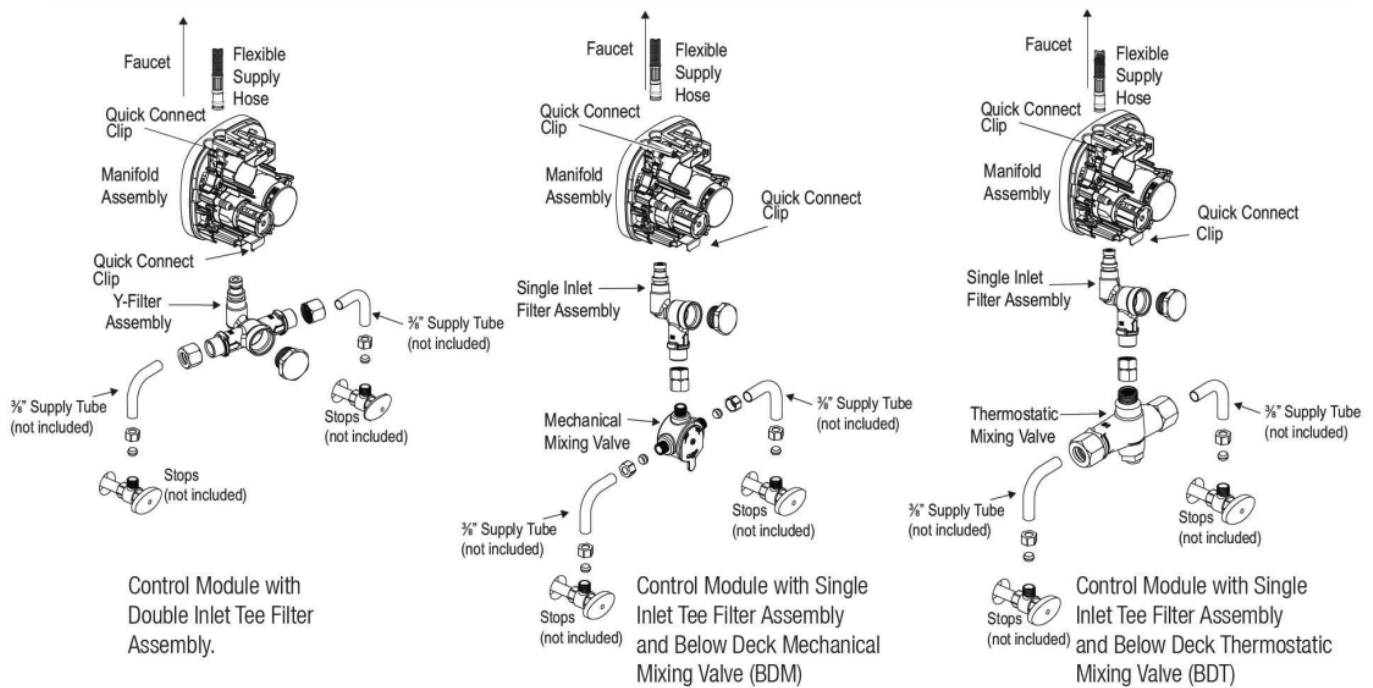 Faucet
Flexible
Supply
Hose
Quick Connect
Clip
Manifold
Assembly
Quick Connect
Clip
Y-Filter
Assembly
⅜" Supply Tube
(not included)
⅜" Supply Tube
(not included)
Stops
(not included)
Stops
(not included)
Control Module with
Double Inlet Tee Filter
Assembly.
Faucet
Flexible
Supply
Hose
Quick Connect
Clip
Manifold
Assembly
Quick Connect
Clip
Single Inlet
Filter Assembly
Mechanical
Mixing Valve
⅜" Supply Tube
(not included)
⅜" Supply Tube
(not included)
Stops
(not included)
Stops
(not included)
Control Module with Single
Inlet Tee Filter Assembly
and Below Deck Mechanical
Mixing Valve (BDM)
Faucet
Flexible
Supply
Hose
Quick Connect
Clip
Manifold
Assembly
Quick Connect
Clip
Single Inlet
Filter Assembly
Thermostatic
Mixing Valve
⅜" Supply Tube
(not included)
⅜" Supply Tube
(not included)
Stops
(not included)
Stops
(not included)
Control Module with Single
Inlet Tee Filter Assembly
and Below Deck Thermostatic
Mixing Valve (BDT)